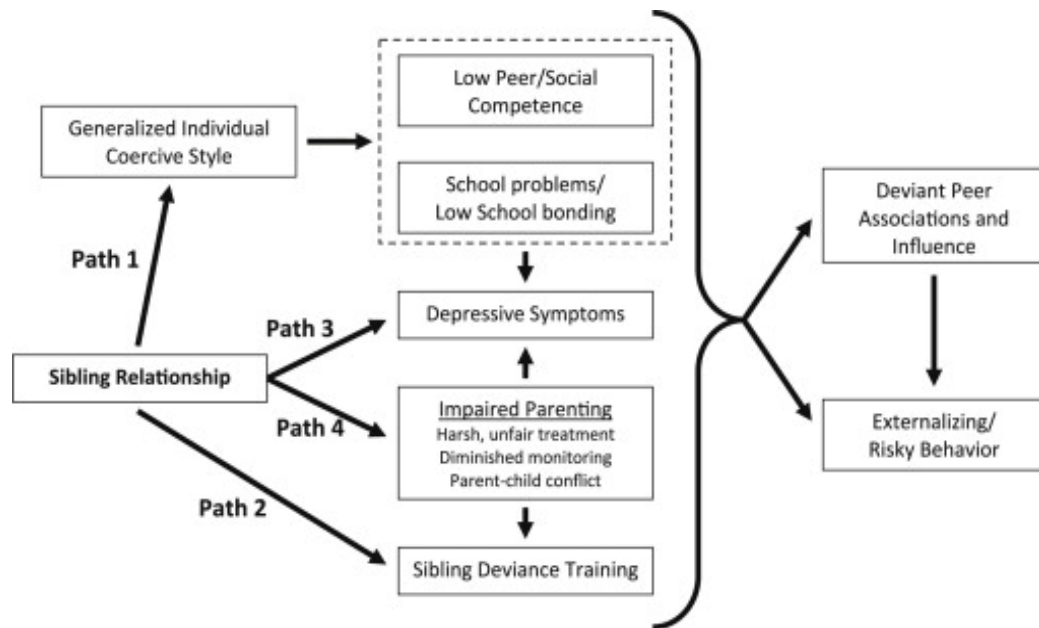 Low Peer/Social
Competence
Generalized Individual
Coercive Style
School problems/
Low School bonding
Deviant Peer
Associations and
Influence
Path 1
Path 3
Depressive Symptoms
Sibling Relationship
Path 4
Impaired Parenting
Harsh, unfair treatment
Diminished monitoring
Parent-child conflict
Externalizing/
Risky Behavior
Path 2
Sibling Deviance Training